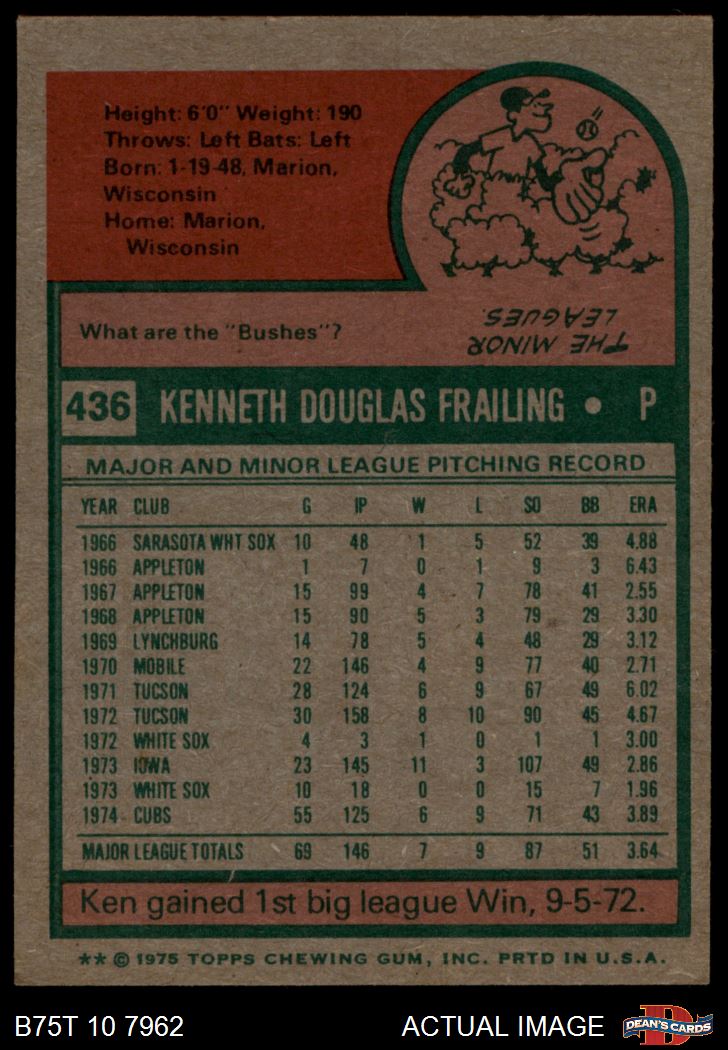 Height: 6'0" Weight: 190
Throws: Left Bats: Left
Born: 1-19-48, Marion,
Wisconsin
Home: Marion,
Wisconsin
What are the "Bushes"?
THE MINOR
LEAGUES.
436 KENNETH DOUGLAS FRAILING • P
MAJOR AND MINOR LEAGUE PITCHING RECORD
YEAR CLUB G IP W L SO BB ERA
1966 SARASOTA WHT SOX 10 48 1 5 52 39 4.88
1966 APPLETON 1 7 0 1 9 3 6.43
1967 APPLETON 15 99 4 7 78 41 2.55
1968 APPLETON 15 90 5 3 79 29 3.30
1969 LYNCHBURG 14 78 5 4 48 29 3.12
1970 MOBILE 22 146 4 9 77 40 2.71
1971 TUCSON 28 124 6 9 67 49 6.02
1972 TUCSON 30 158 8 10 90 45 4.67
1972 WHITE SOX 4 3 1 0 1 1 3.00
1973 IOWA 23 145 11 3 107 49 2.86
1973 WHITE SOX 10 18 0 0 15 7 1.96
1974 CUBS 55 125 6 9 71 43 3.89
MAJOR LEAGUE TOTALS 69 146 7 9 87 51 3.64
Ken gained 1st big league Win, 9-5-72.
** © 1975 TOPPS CHEWING GUM, INC. PRTD IN U.S.A.
B75T 10 7962 ACTUAL IMAGE DEAN'S CARDS